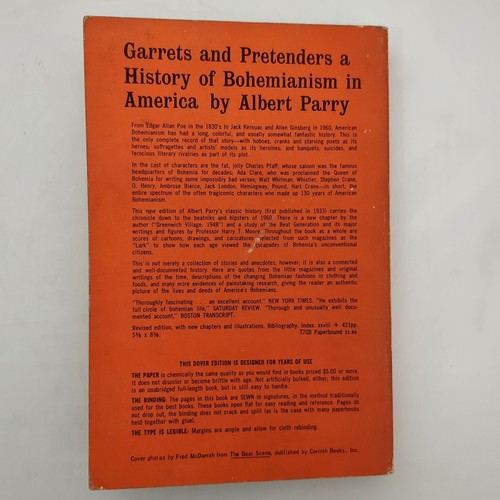 Garrets and Pretenders a
History of Bohemianism in
America by Albert Parry
From Edgar Allan Poe in the 1830's to Jack Kerouac and Allen Ginsberg in 1960, American
Bohemianism has had a long, colorful, and usually somewhat fantastic history. This is
the only complete record of that story—with hoboes, cranks and starving poets as its
heroes; suffragettes and artists' models as its heroines; and banquets, suicides, and
ferocious literary rivalries as part of its plot.
In the cast of characters are the fat, jolly Charles Pfaff, whose saloon was the famous
headquarters of Bohemia for decades; Ada Clare, who was proclaimed the Queen of
Bohemia for writing some impossibly bad verses; Walt Whitman, Whistler, Stephen Crane,
O. Henry, Ambrose Bierce, Jack London, Hemingway, Pound, Hart Crane—in short, the
entire spectrum of the often tragicomic characters who made up 130 years of American
Bohemianism.
This new edition of Albert Parry's classic history (first published in 1933) carries the
chronicle down to the beatniks and hipsters of 1960. There is a new chapter by the
author ("Greenwich Village, 1948") and a study of the Beat Generation and its major
writings and figures by Professor Harry T. Moore. Throughout the book as a whole are
scores of cartoons, drawings, and caricatures selected from such magazines as the
"Lark" to show how each age viewed the escapades of Bohemia's unconventional
citizens.
This is not merely a collection of stories and anecdotes; however; it is also a connected
and well-documented history. Here are quotes from the little magazines and original
writings of the time, descriptions of the changing Bohemian fashions in clothing and
foods, and many more evidences of painstaking research, giving the reader an authentic
picture of the lives and deeds of America's Bohemians.
"Thoroughly fascinating . . . an excellent account," NEW YORK TIMES. "He exhibits the
full circle of bohemian life," SATURDAY REVIEW. "Thorough and unusually well docu-
mented account," BOSTON TRANSCRIPT.
Revised edition, with new chapters and illustrations. Bibliography. Index. xxviii + 421pp.
5⅜ x 8⅜. T708 Paperbound
THIS DOVER EDITION IS DESIGNED FOR YEARS OF USE
THE PAPER is chemically the same quality as you would find in books priced $5.00 or more.
It does not discolor or become brittle with age. Not artificially bulked, either; this edition
is an unabridged full-length book, but is still easy to handle.
THE BINDING: The pages in this book are SEWN in signatures, in the method traditionally
used for the best books. These books open flat for easy reading and reference. Pages do
not drop out, the binding does not crack and split (as is the case with many paperbooks
held together with glue).
THE TYPE IS LEGIBLE: Margins are ample and allow for cloth rebinding.
Cover photos by Fred McDarrah from The Beat Scene, published by Corinth Books, Inc.